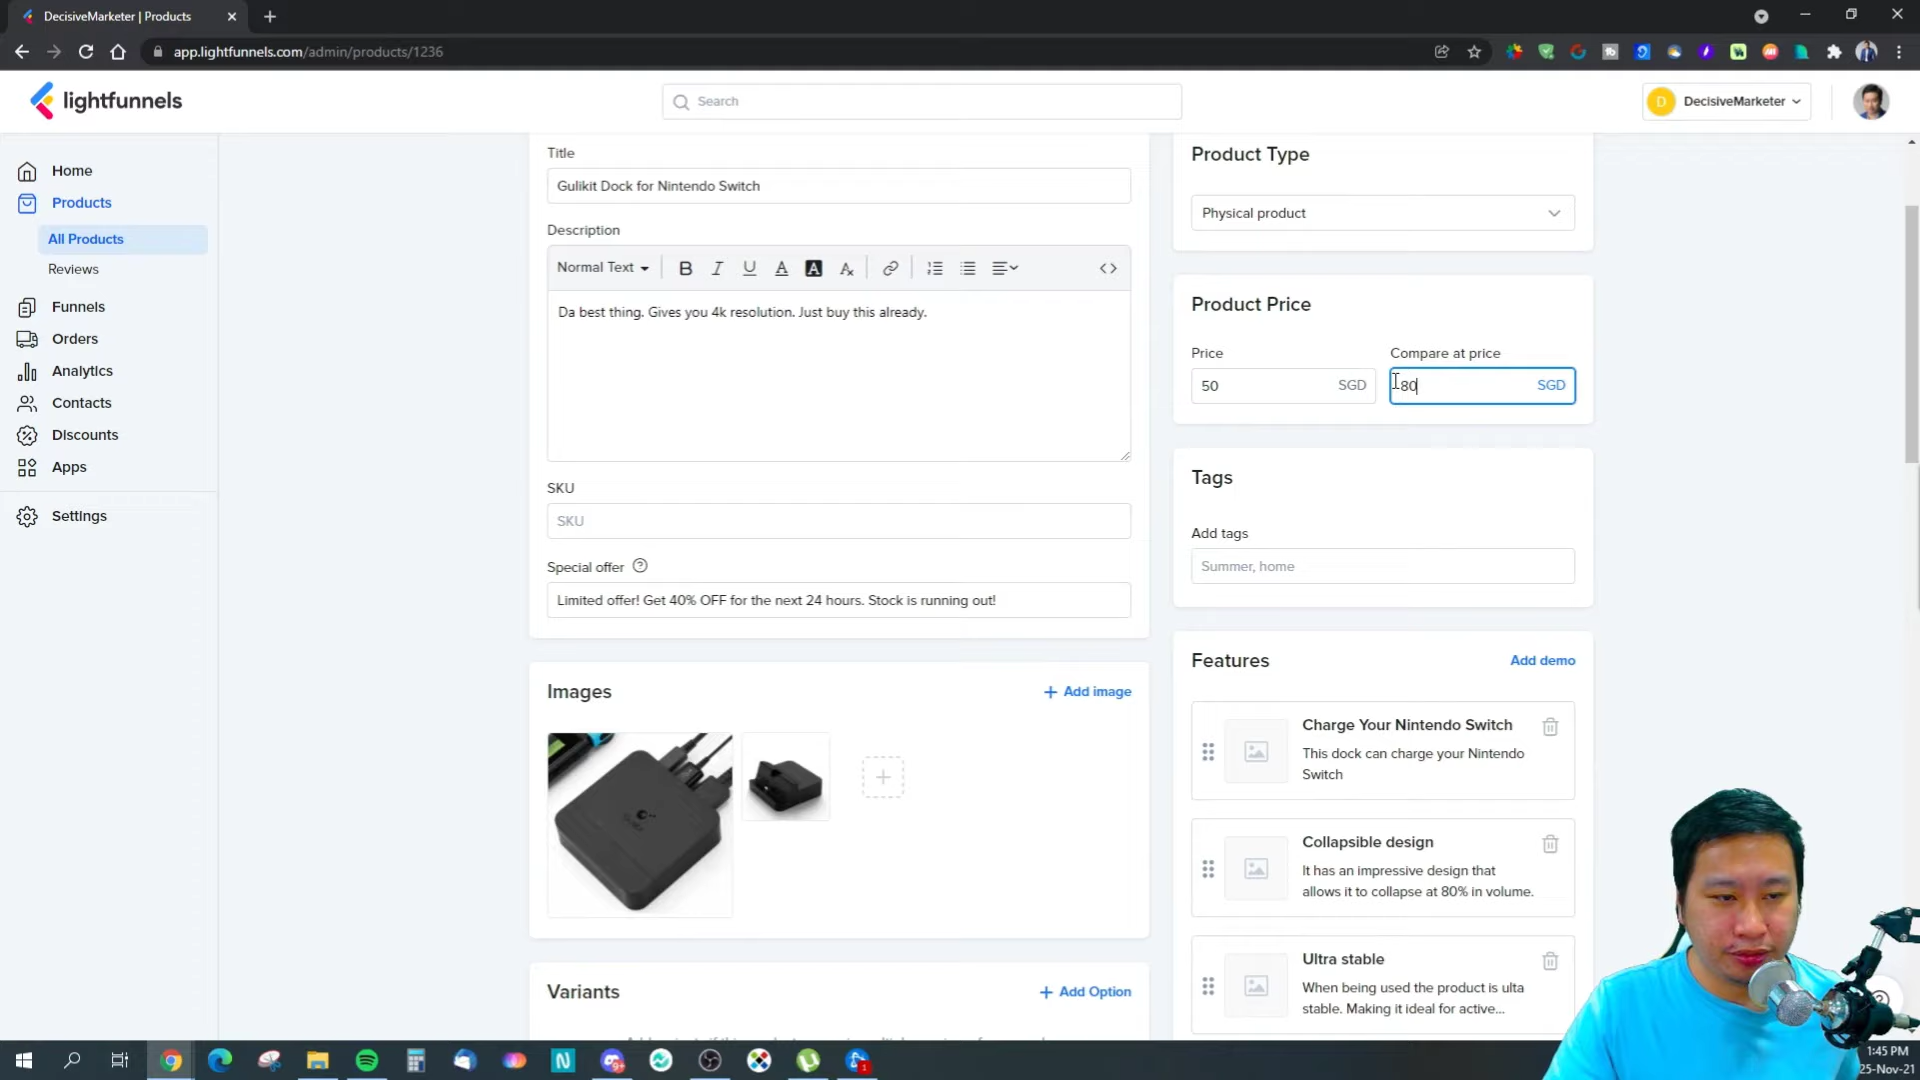 DecisiveMarketer | Products
app.lightfunnels.com/admin/products/1236
lightfunnels
Search
D
DecisiveMarketer
Home
Products
All Products
Reviews
Funnels
Orders
Analytics
Contacts
Discounts
Apps
Settings
Title
Gulikit Dock for Nintendo Switch
Description
Normal Text
Da best thing. Gives you 4k resolution. Just buy this already.
SKU
SKU
Special offer
Limited offer! Get 40% OFF for the next 24 hours. Stock is running out!
Images
Add image
Variants
Add Option
Product Type
Physical product
Product Price
Price
Compare at price
50 SGD
80 SGD
Tags
Add tags
Summer, home
Features
Add demo
Charge Your Nintendo Switch
This dock can charge your Nintendo
Switch
Collapsible design
It has an impressive design that
allows it to collapse at 80% in volume.
Ultra stable
When being used the product is ulta
stable. Making it ideal for active...
1:45 PM
25-Nov-21